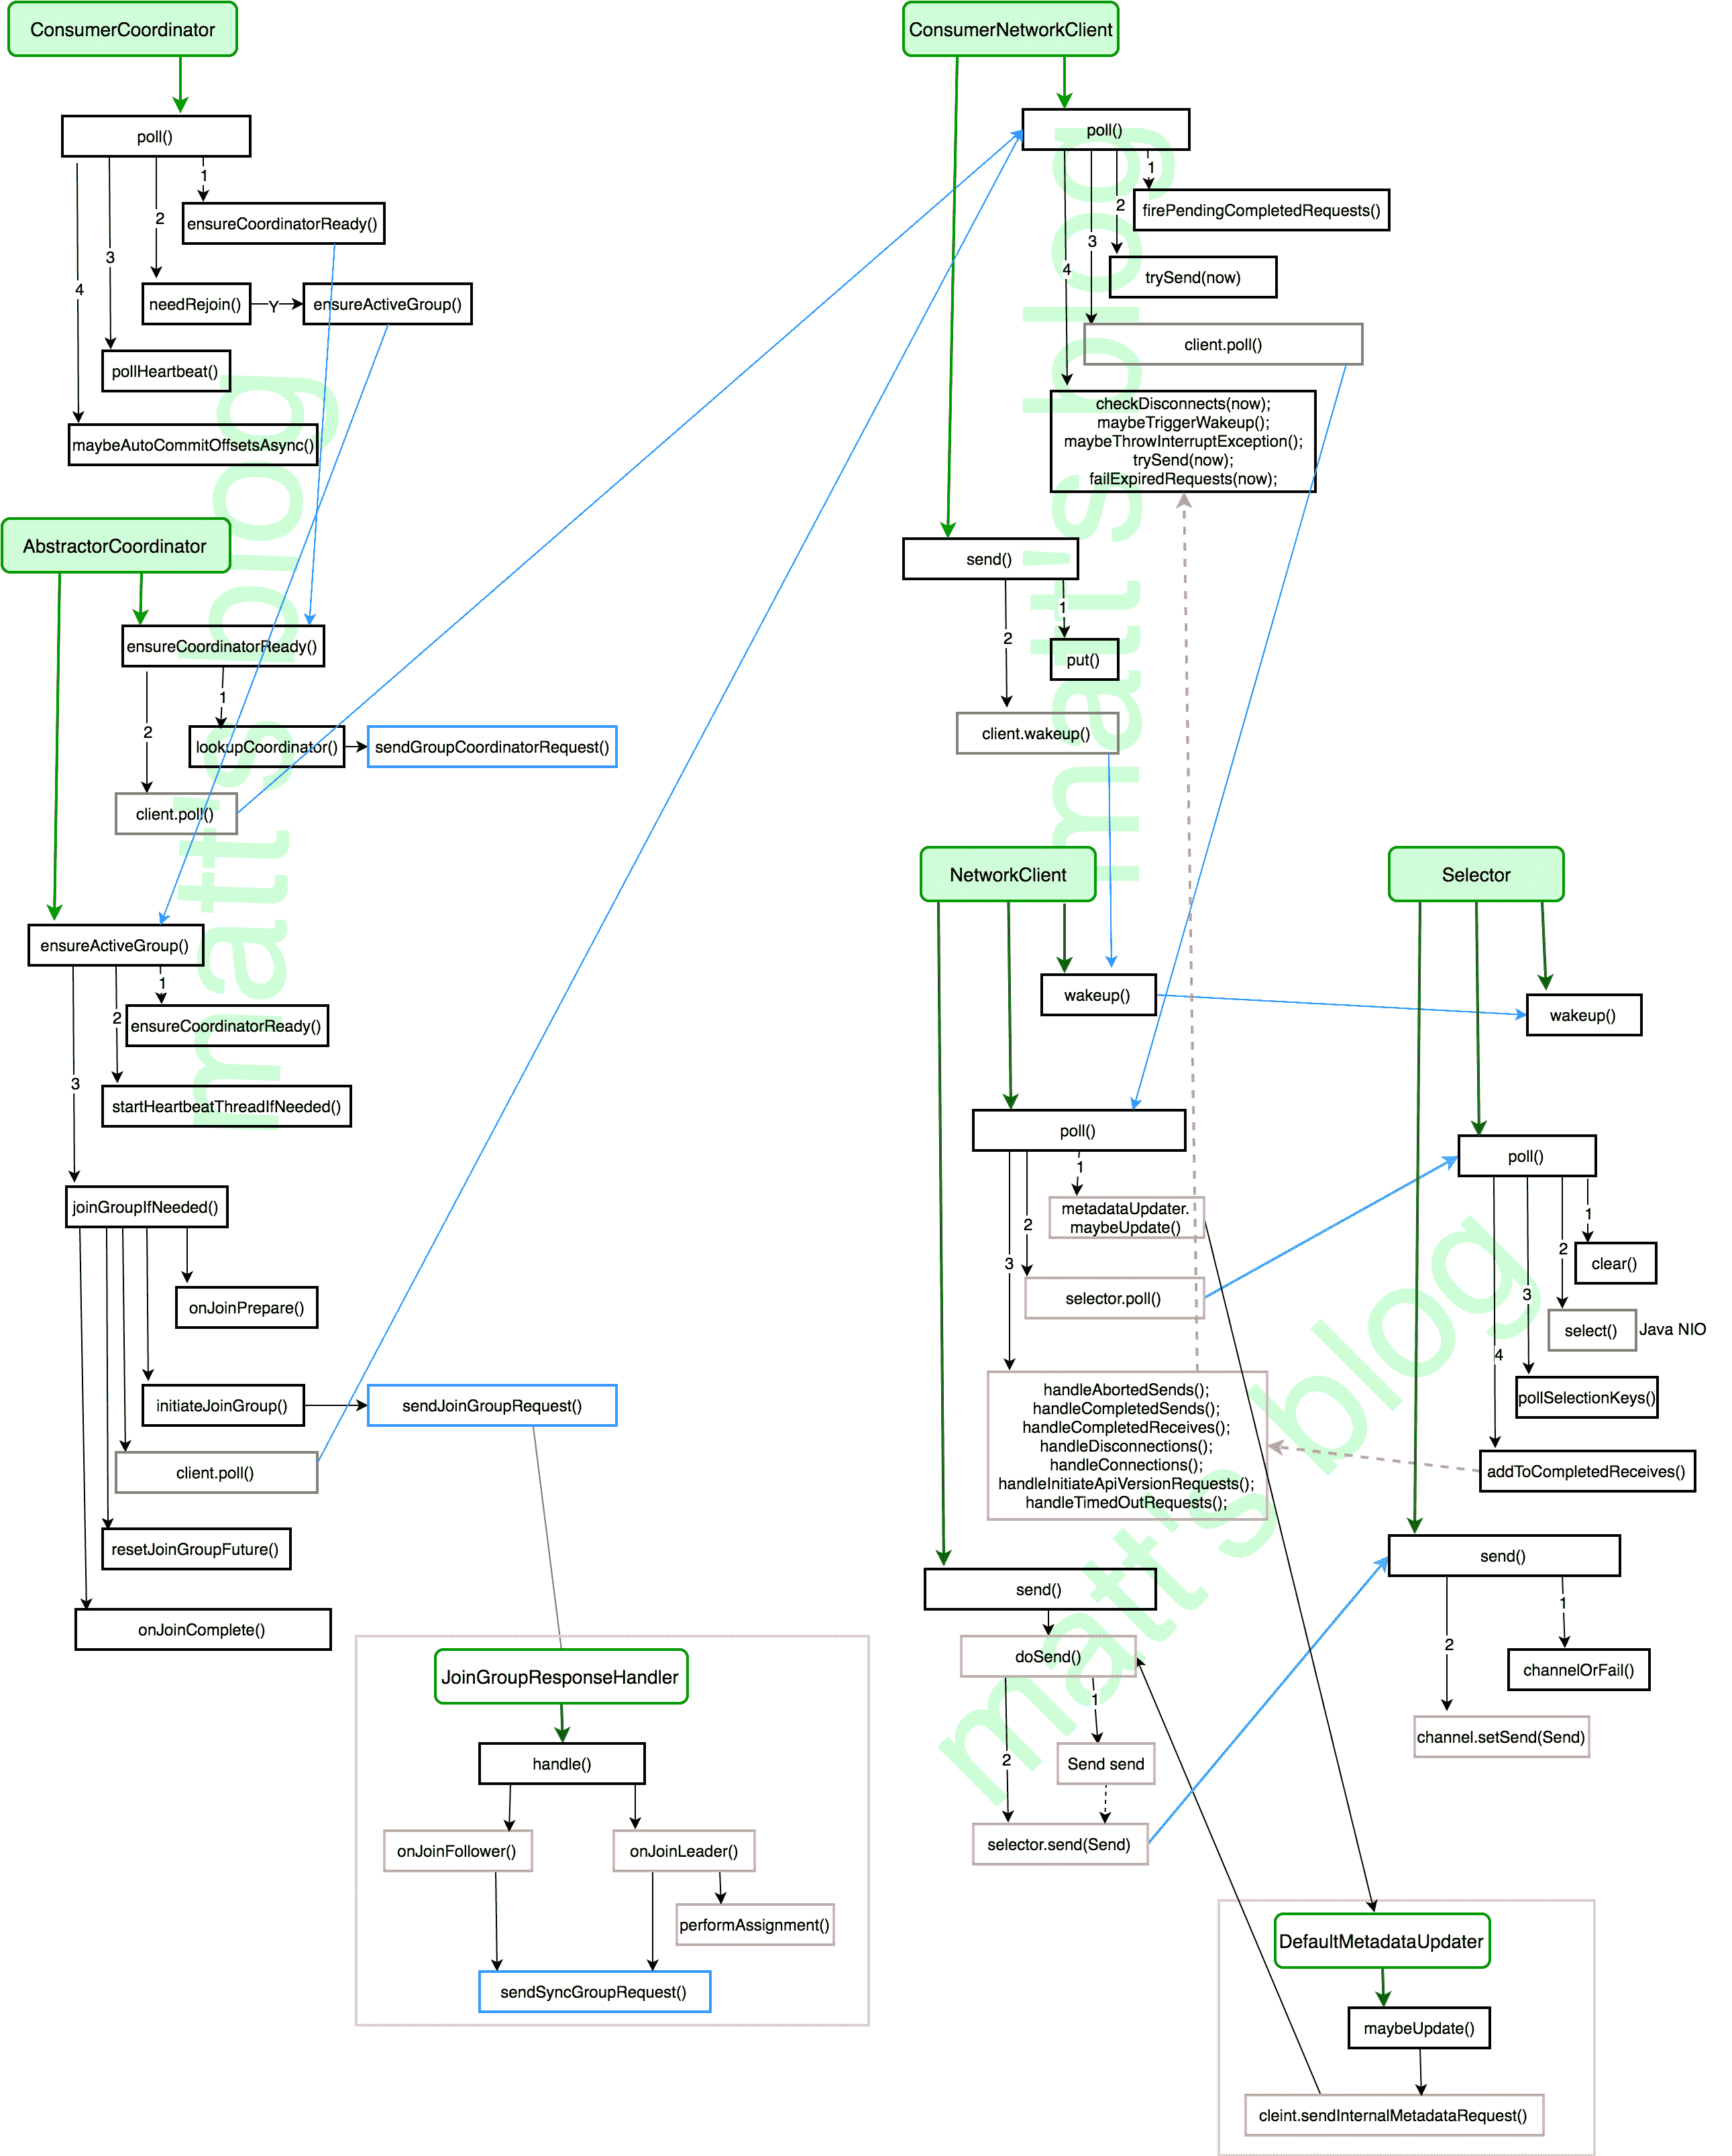 ConsumerCoordinator
poll()
1
2
3
4
ensureCoordinatorReady()
needRejoin()
Y
ensureActiveGroup()
pollHeartbeat()
maybeAutoCommitOffsetsAsync()
AbstractorCoordinator
ensureCoordinatorReady()
1
2
lookupCoordinator()
sendGroupCoordinatorRequest()
client.poll()
ensureActiveGroup()
1
2
3
ensureCoordinatorReady()
startHeartbeatThreadIfNeeded()
joinGroupIfNeeded()
onJoinPrepare()
initiateJoinGroup()
sendJoinGroupRequest()
client.poll()
resetJoinGroupFuture()
onJoinComplete()
JoinGroupResponseHandler
handle()
onJoinFollower()
onJoinLeader()
performAssignment()
sendSyncGroupRequest()
matt's blog
ConsumerNetworkClient
poll()
1
2
3
4
firePendingCompletedRequests()
trySend(now)
client.poll()
checkDisconnects(now);
maybeTriggerWakeup();
maybeThrowInterruptException();
trySend(now);
failExpiredRequests(now);
send()
1
2
put()
client.wakeup()
matt's blog
NetworkClient
wakeup()
poll()
1
2
3
metadataUpdater.
maybeUpdate()
selector.poll()
handleAbortedSends();
handleCompletedSends();
handleCompletedReceives();
handleDisconnections();
handleConnections();
handleInitiateApiVersionRequests();
handleTimedOutRequests();
send()
doSend()
1
2
Send send
selector.send(Send)
Selector
wakeup()
poll()
1
2
3
4
clear()
select()
Java NIO
pollSelectionKeys()
addToCompletedReceives()
send()
1
2
channelOrFail()
channel.setSend(Send)
matt's blog
DefaultMetadataUpdater
maybeUpdate()
cleint.sendInternalMetadataRequest()